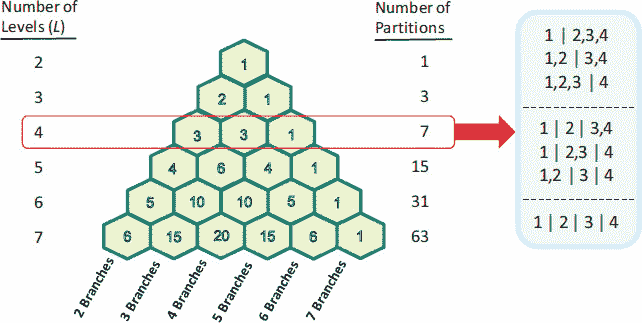 Number of
Levels (L)
Number of
Partitions
2 1 1
3 2 1 3
4 3 3 1 7
5 4 6 4 1 15
6 5 10 10 5 1 31
7 6 15 20 15 6 1 63
2 Branches
3 Branches
4 Branches
5 Branches
6 Branches
7 Branches
1 | 2,3,4
1,2 | 3,4
1,2,3 | 4
1 | 2 | 3,4
1 | 2,3 | 4
1,2 | 3 | 4
1 | 2 | 3 | 4